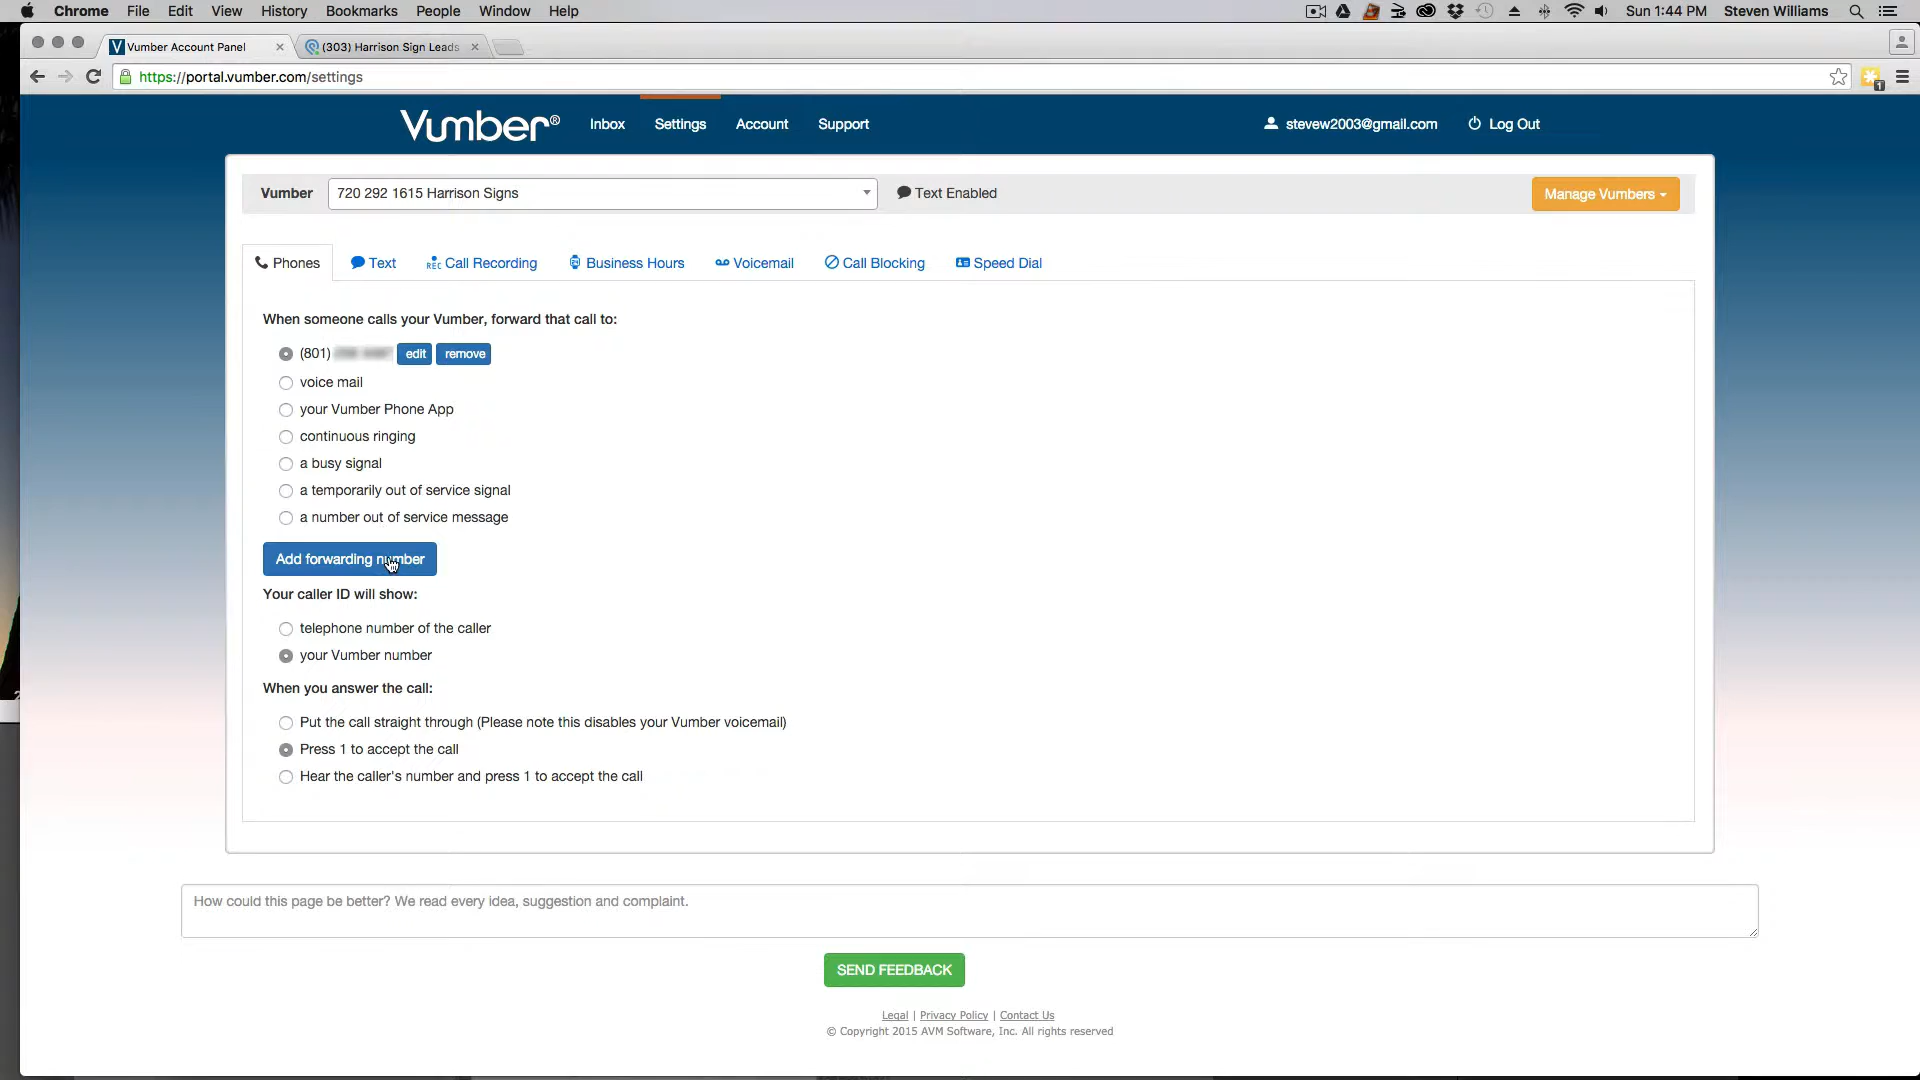 Chrome File Edit View History Bookmarks People Window Help Sun 1:44 PM Steven Williams
Vumber Account Panel (303) Harrison Sign Leads
https://portal.vumber.com/settings
1
Vumber® Inbox Settings Account Support stevew2003@gmail.com Log Out
Vumber 720 292 1615 Harrison Signs Text Enabled Manage Vumbers
Phones Text REC Call Recording Business Hours Voicemail Call Blocking Speed Dial
When someone calls your Vumber, forward that call to:
(801) edit remove
voice mail
your Vumber Phone App
continuous ringing
a busy signal
a temporarily out of service signal
a number out of service message
Add forwarding number
Your caller ID will show:
telephone number of the caller
your Vumber number
When you answer the call:
Put the call straight through (Please note this disables your Vumber voicemail)
Press 1 to accept the call
Hear the caller's number and press 1 to accept the call
How could this page be better? We read every idea, suggestion and complaint.
SEND FEEDBACK
Legal | Privacy Policy | Contact Us
© Copyright 2015 AVM Software, Inc. All rights reserved